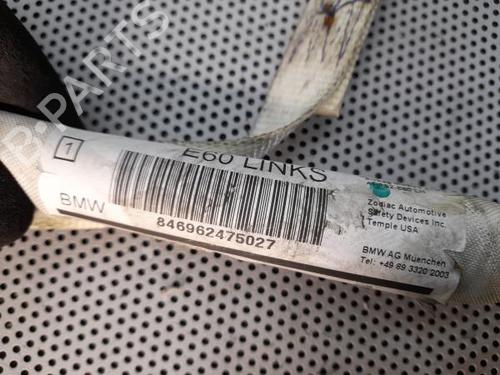 B-PARTS
1
E60 LINKS
BMW
846962475027
Zodiac Automotive
Safety Devices Inc.
Temple USA
BMW AG Muenchen
Tel: +49 89 3320 2003